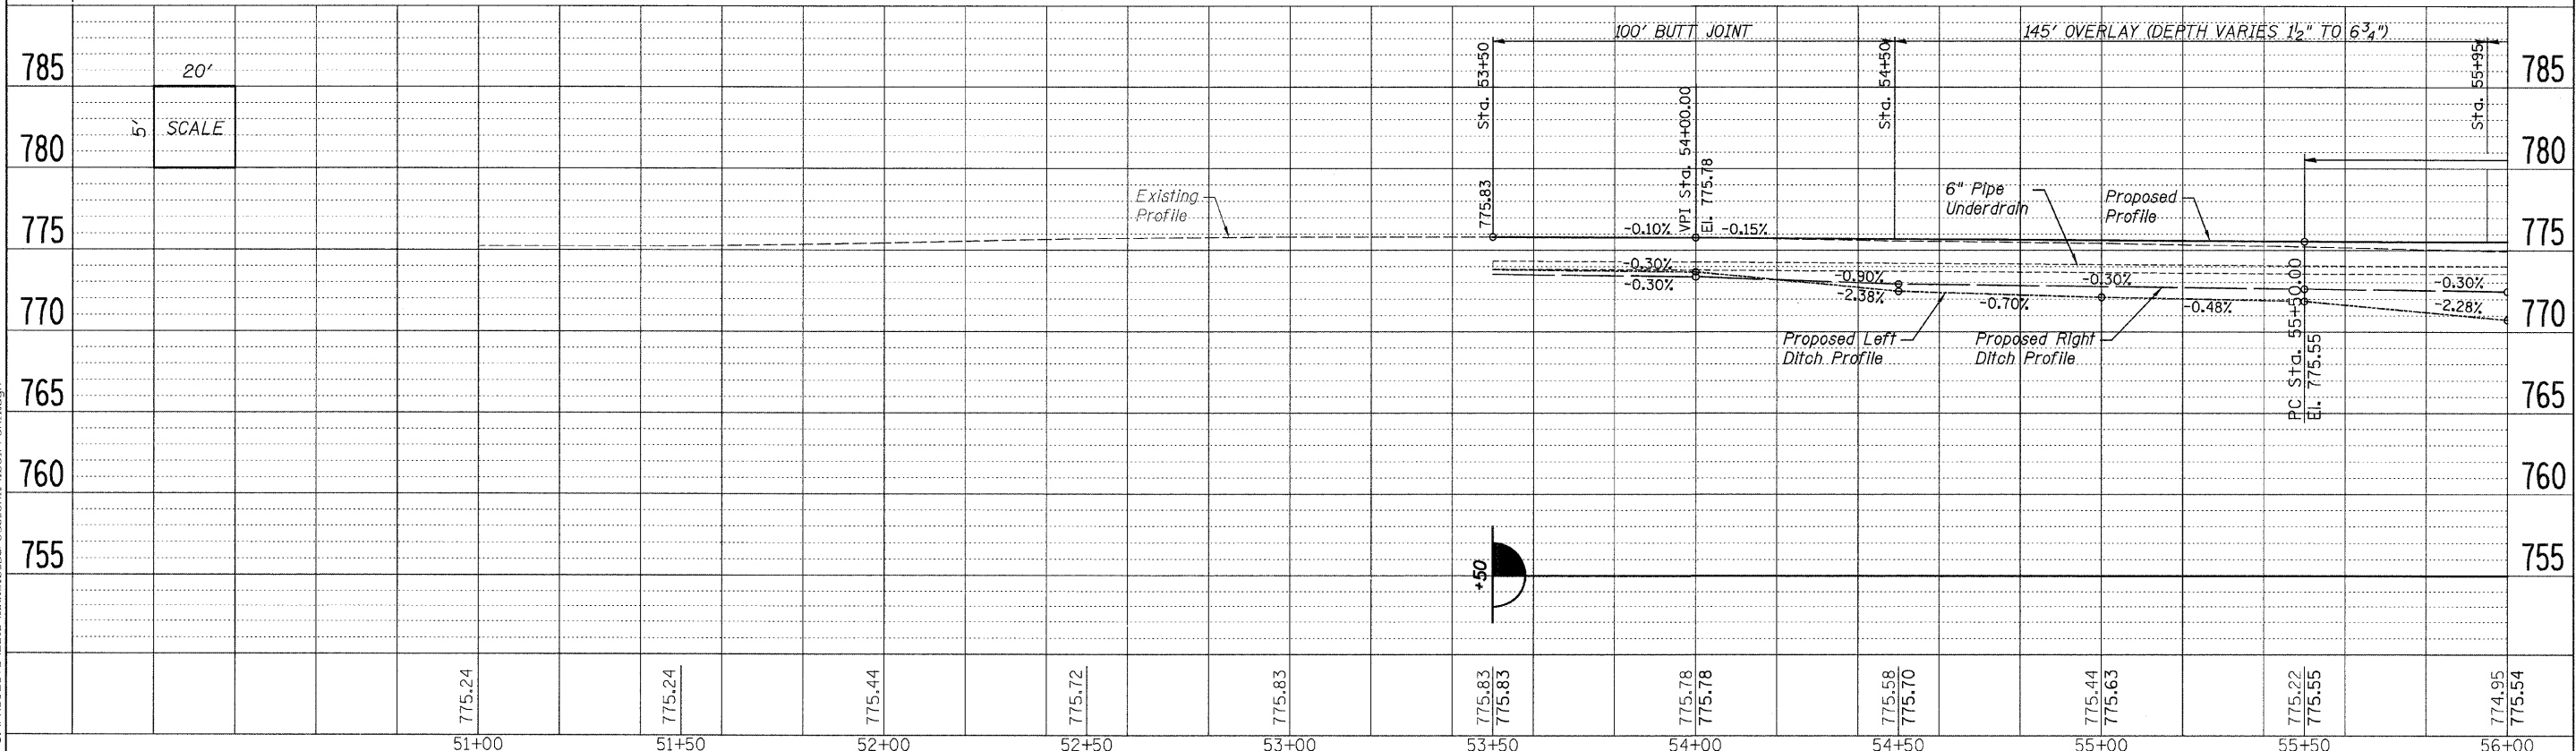 100' BUTT JOINT
145' OVERLAY (DEPTH VARIES 1½" TO 6¾")
785
785
20'
5'
SCALE
Sta. 53+50
Sta. 54+50
Sta. 55+95
780
780
775.83
VPI Sta. 54+00.00
El. 775.78
Existing
Profile
6" Pipe
Underdrain
Proposed
Profile
775
775
-0.10%
-0.15%
-0.30%
-0.90%
-0.30%
-0.30%
-0.30%
-2.38%
-0.70%
-0.48%
-2.28%
770
770
Proposed Left
Ditch Profile
Proposed Right
Ditch Profile
PC Sta. 55+50.00
El. 775.55
765
765
760
760
755
755
+50
775.24
775.24
775.44
775.72
775.83
775.83
775.83
775.78
775.78
775.58
775.70
775.44
775.63
775.22
775.55
774.95
775.54
51+00
51+50
52+00
52+50
53+00
53+50
54+00
54+50
55+00
55+50
56+00